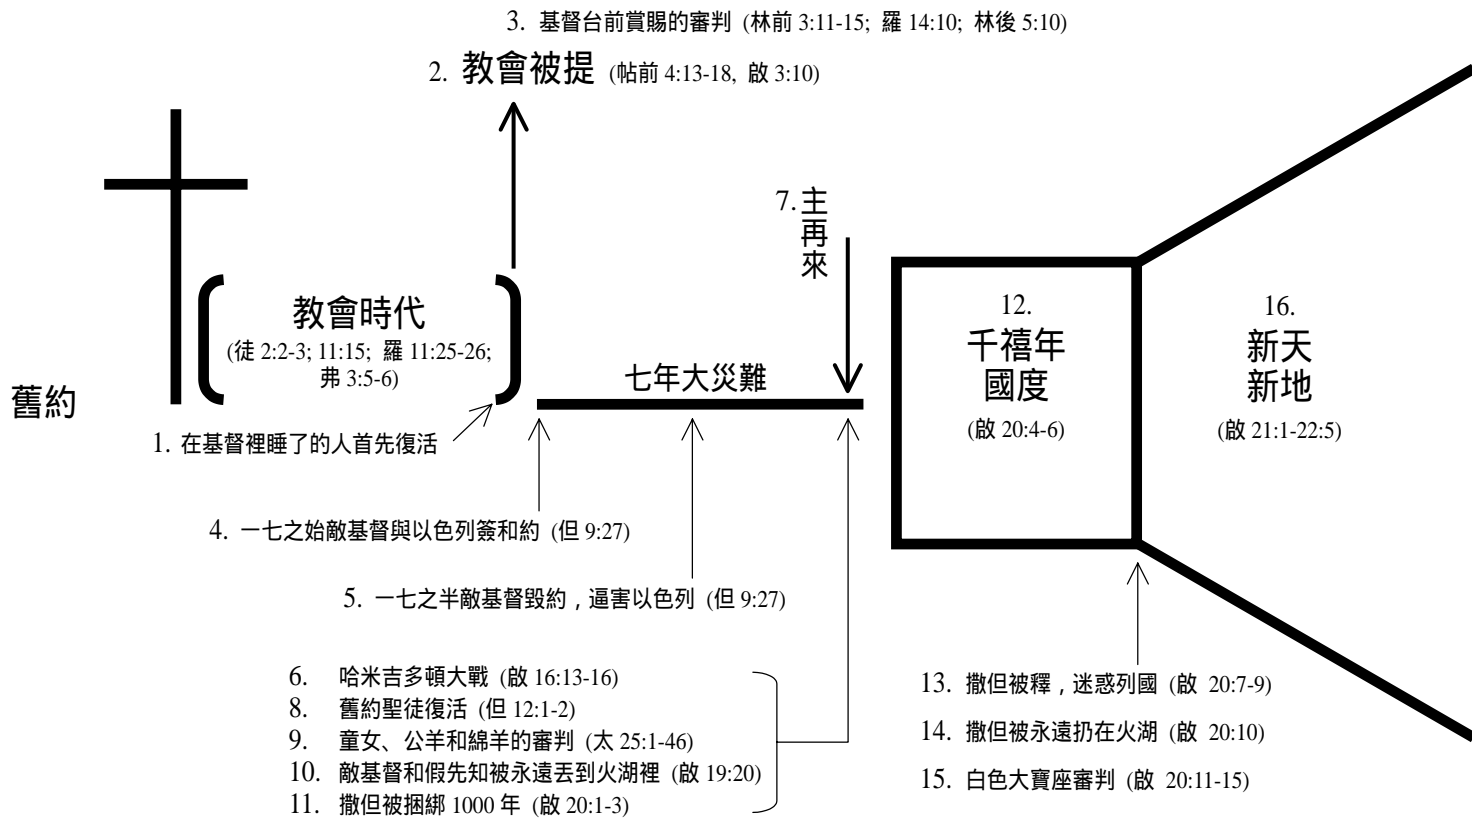 3. 基督台前賞賜的審判 (林前 3:11-15; 羅 14:10; 林後 5:10)
2. 教會被提 (帖前 4:13-18, 啟 3:10)
7. 主再來
舊約
教會時代
(徒 2:2-3; 11:15; 羅 11:25-26;
弗 3:5-6)
七年大災難
12.
千禧年
國度
(啟 20:4-6)
16.
新天
新地
(啟 21:1-22:5)
1. 在基督裡睡了的人首先復活
4. 一七之始敵基督與以色列簽和約 (但 9:27)
5. 一七之半敵基督毀約，逼害以色列 (但 9:27)
6. 哈米吉多頓大戰 (啟 16:13-16)
8. 舊約聖徒復活 (但 12:1-2)
9. 童女、公羊和綿羊的審判 (太 25:1-46)
10. 敵基督和假先知被永遠丟到火湖裡 (啟 19:20)
11. 撒但被捆綁 1000 年 (啟 20:1-3)
13. 撒但被釋，迷惑列國 (啟 20:7-9)
14. 撒但被永遠扔在火湖 (啟 20:10)
15. 白色大寶座審判 (啟 20:11-15)